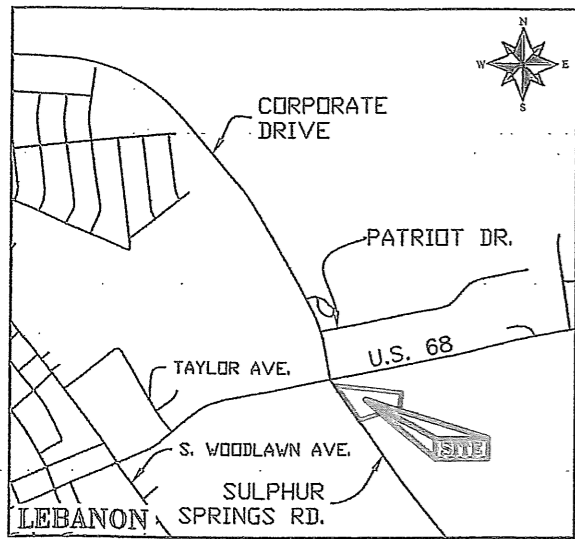 N
W E
S
CORPORATE
DRIVE
PATRIOT DR.
U.S. 68
TAYLOR AVE.
S. WOODLAWN AVE.
SITE
SULPHUR
SPRINGS RD.
LEBANON